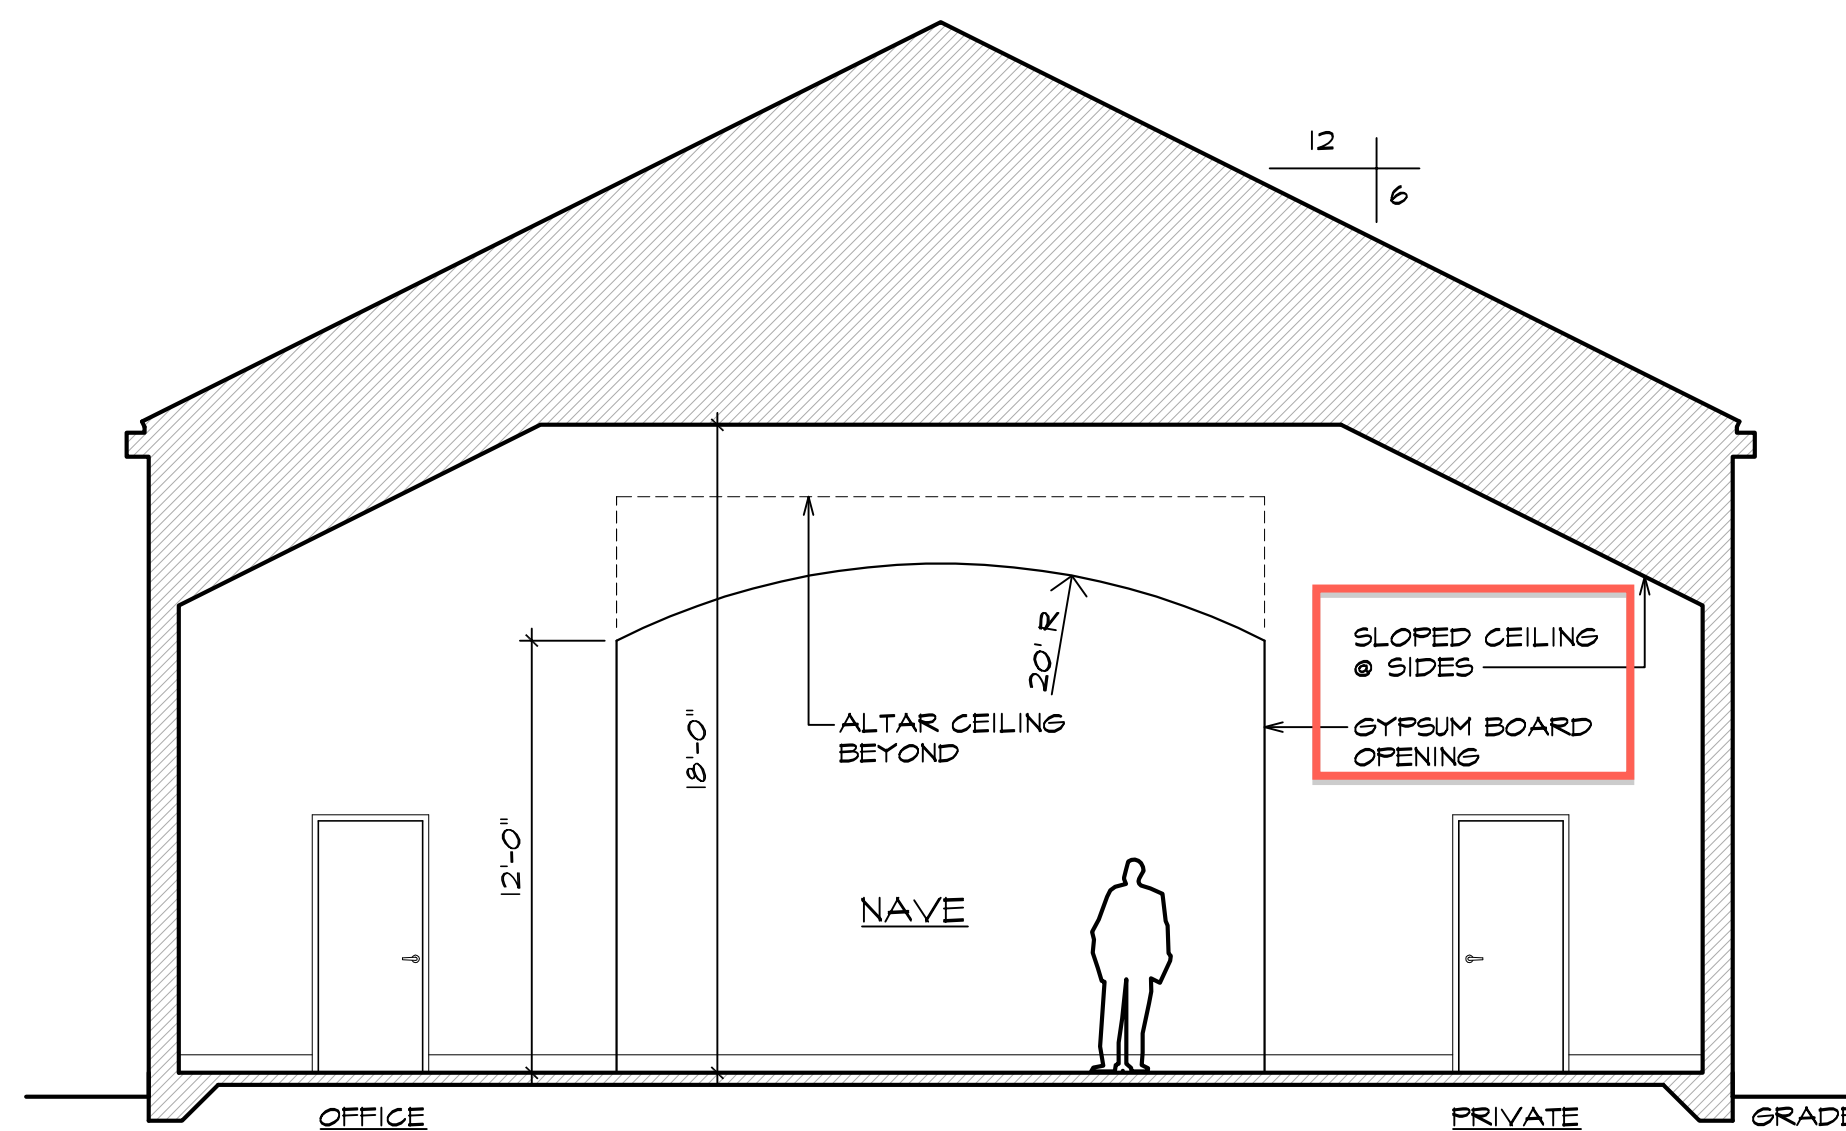 12
6
SLOPED CEILING
@ SIDES
20' R
ALTAR CEILING
BEYOND
GYPSUM BOARD
OPENING
18'-0"
12'-0"
NAVE
OFFICE
PRIVATE
GRADE